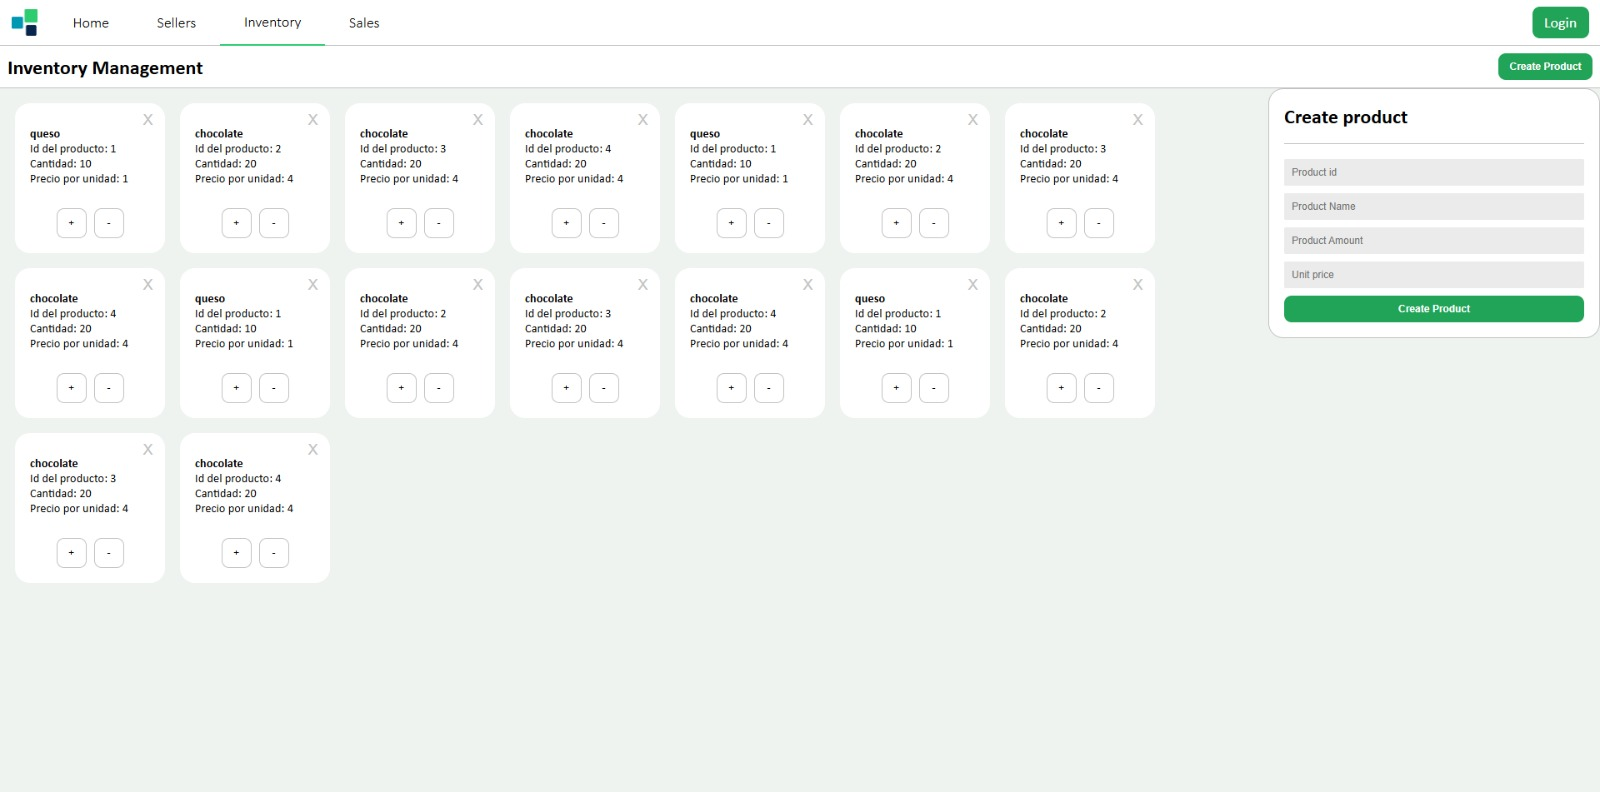 Home
Sellers
Inventory
Sales
Login
Inventory Management
Create Product
X
queso
Id del producto: 1
Cantidad: 10
Precio por unidad: 1
+ -
X
chocolate
Id del producto: 2
Cantidad: 20
Precio por unidad: 4
+ -
X
chocolate
Id del producto: 3
Cantidad: 20
Precio por unidad: 4
+ -
X
chocolate
Id del producto: 4
Cantidad: 20
Precio por unidad: 4
+ -
X
queso
Id del producto: 1
Cantidad: 10
Precio por unidad: 1
+ -
X
chocolate
Id del producto: 2
Cantidad: 20
Precio por unidad: 4
+ -
X
chocolate
Id del producto: 3
Cantidad: 20
Precio por unidad: 4
+ -
X
chocolate
Id del producto: 4
Cantidad: 20
Precio por unidad: 4
+ -
X
queso
Id del producto: 1
Cantidad: 10
Precio por unidad: 1
+ -
X
chocolate
Id del producto: 2
Cantidad: 20
Precio por unidad: 4
+ -
X
chocolate
Id del producto: 3
Cantidad: 20
Precio por unidad: 4
+ -
X
chocolate
Id del producto: 4
Cantidad: 20
Precio por unidad: 4
+ -
X
queso
Id del producto: 1
Cantidad: 10
Precio por unidad: 1
+ -
X
chocolate
Id del producto: 2
Cantidad: 20
Precio por unidad: 4
+ -
X
chocolate
Id del producto: 3
Cantidad: 20
Precio por unidad: 4
+ -
X
chocolate
Id del producto: 4
Cantidad: 20
Precio por unidad: 4
+ -
Create product
Product id
Product Name
Product Amount
Unit price
Create Product